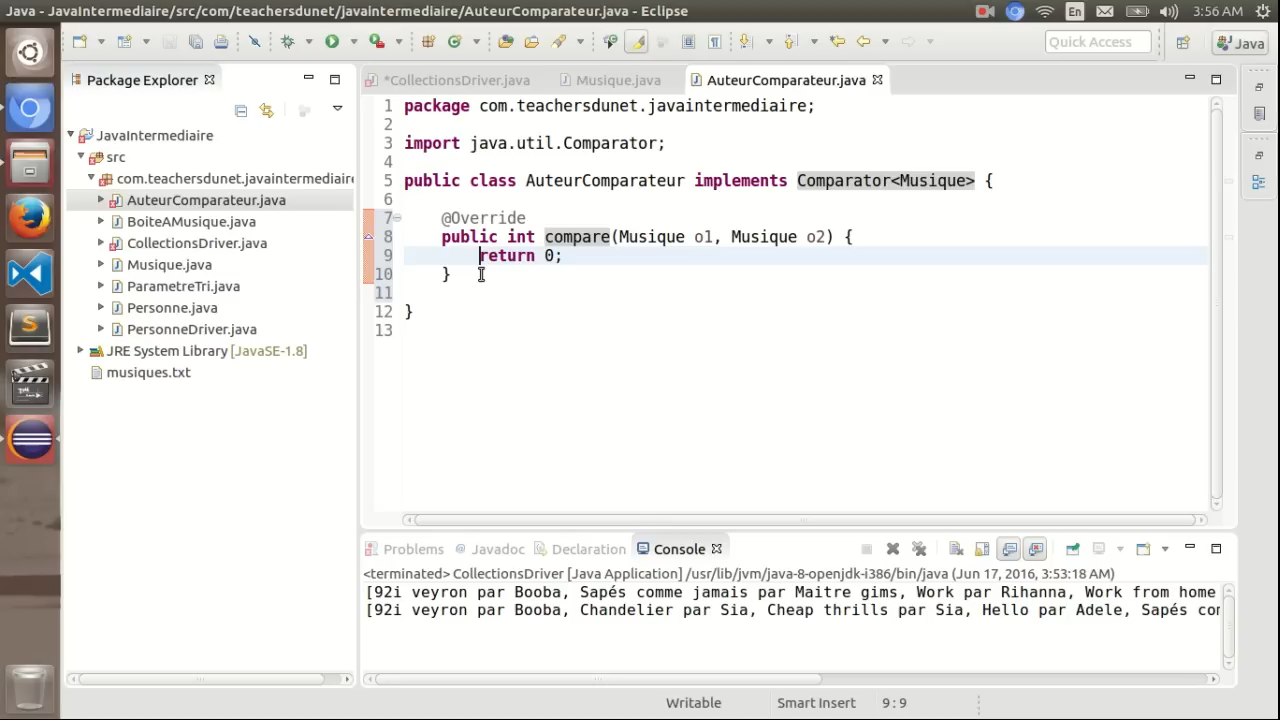 Java - JavaIntermediaire/src/com/teachersdunet/javaintermediaire/AuteurComparateur.java - Eclipse
En
3:56 AM
Quick Access
Java
Package Explorer
JavaIntermediaire
src
com.teachersdunet.javaintermediaire
AuteurComparateur.java
BoiteAMusique.java
CollectionsDriver.java
Musique.java
ParametreTri.java
Personne.java
PersonneDriver.java
JRE System Library [JavaSE-1.8]
musiques.txt
*CollectionsDriver.java
Musique.java
AuteurComparateur.java
1 package com.teachersdunet.javaintermediaire;
2
3 import java.util.Comparator;
4
5 public class AuteurComparateur implements Comparator<Musique> {
6
7 @Override
8 public int compare(Musique o1, Musique o2) {
9 return 0;
10 }
11
12 }
13
Problems
@ Javadoc
Declaration
Console
<terminated> CollectionsDriver [Java Application] /usr/lib/jvm/java-8-openjdk-i386/bin/java (Jun 17, 2016, 3:53:18 AM)
[92i veyron par Booba, Sapés comme jamais par Maitre gims, Work par Rihanna, Work from home
[92i veyron par Booba, Chandelier par Sia, Cheap thrills par Sia, Hello par Adele, Sapés com
Writable
Smart Insert
9 : 9